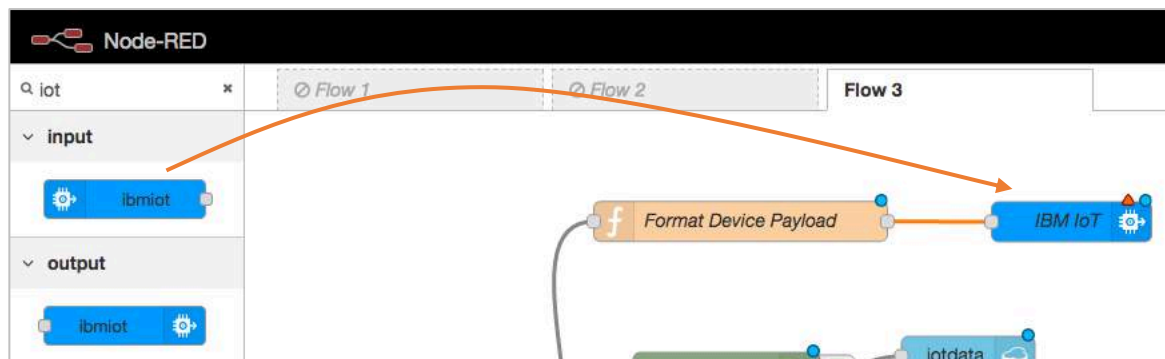 Node-RED
iot
Flow 1
Flow 2
Flow 3
input
ibmiot
Format Device Payload
IBM IoT
output
ibmiot
iotdata